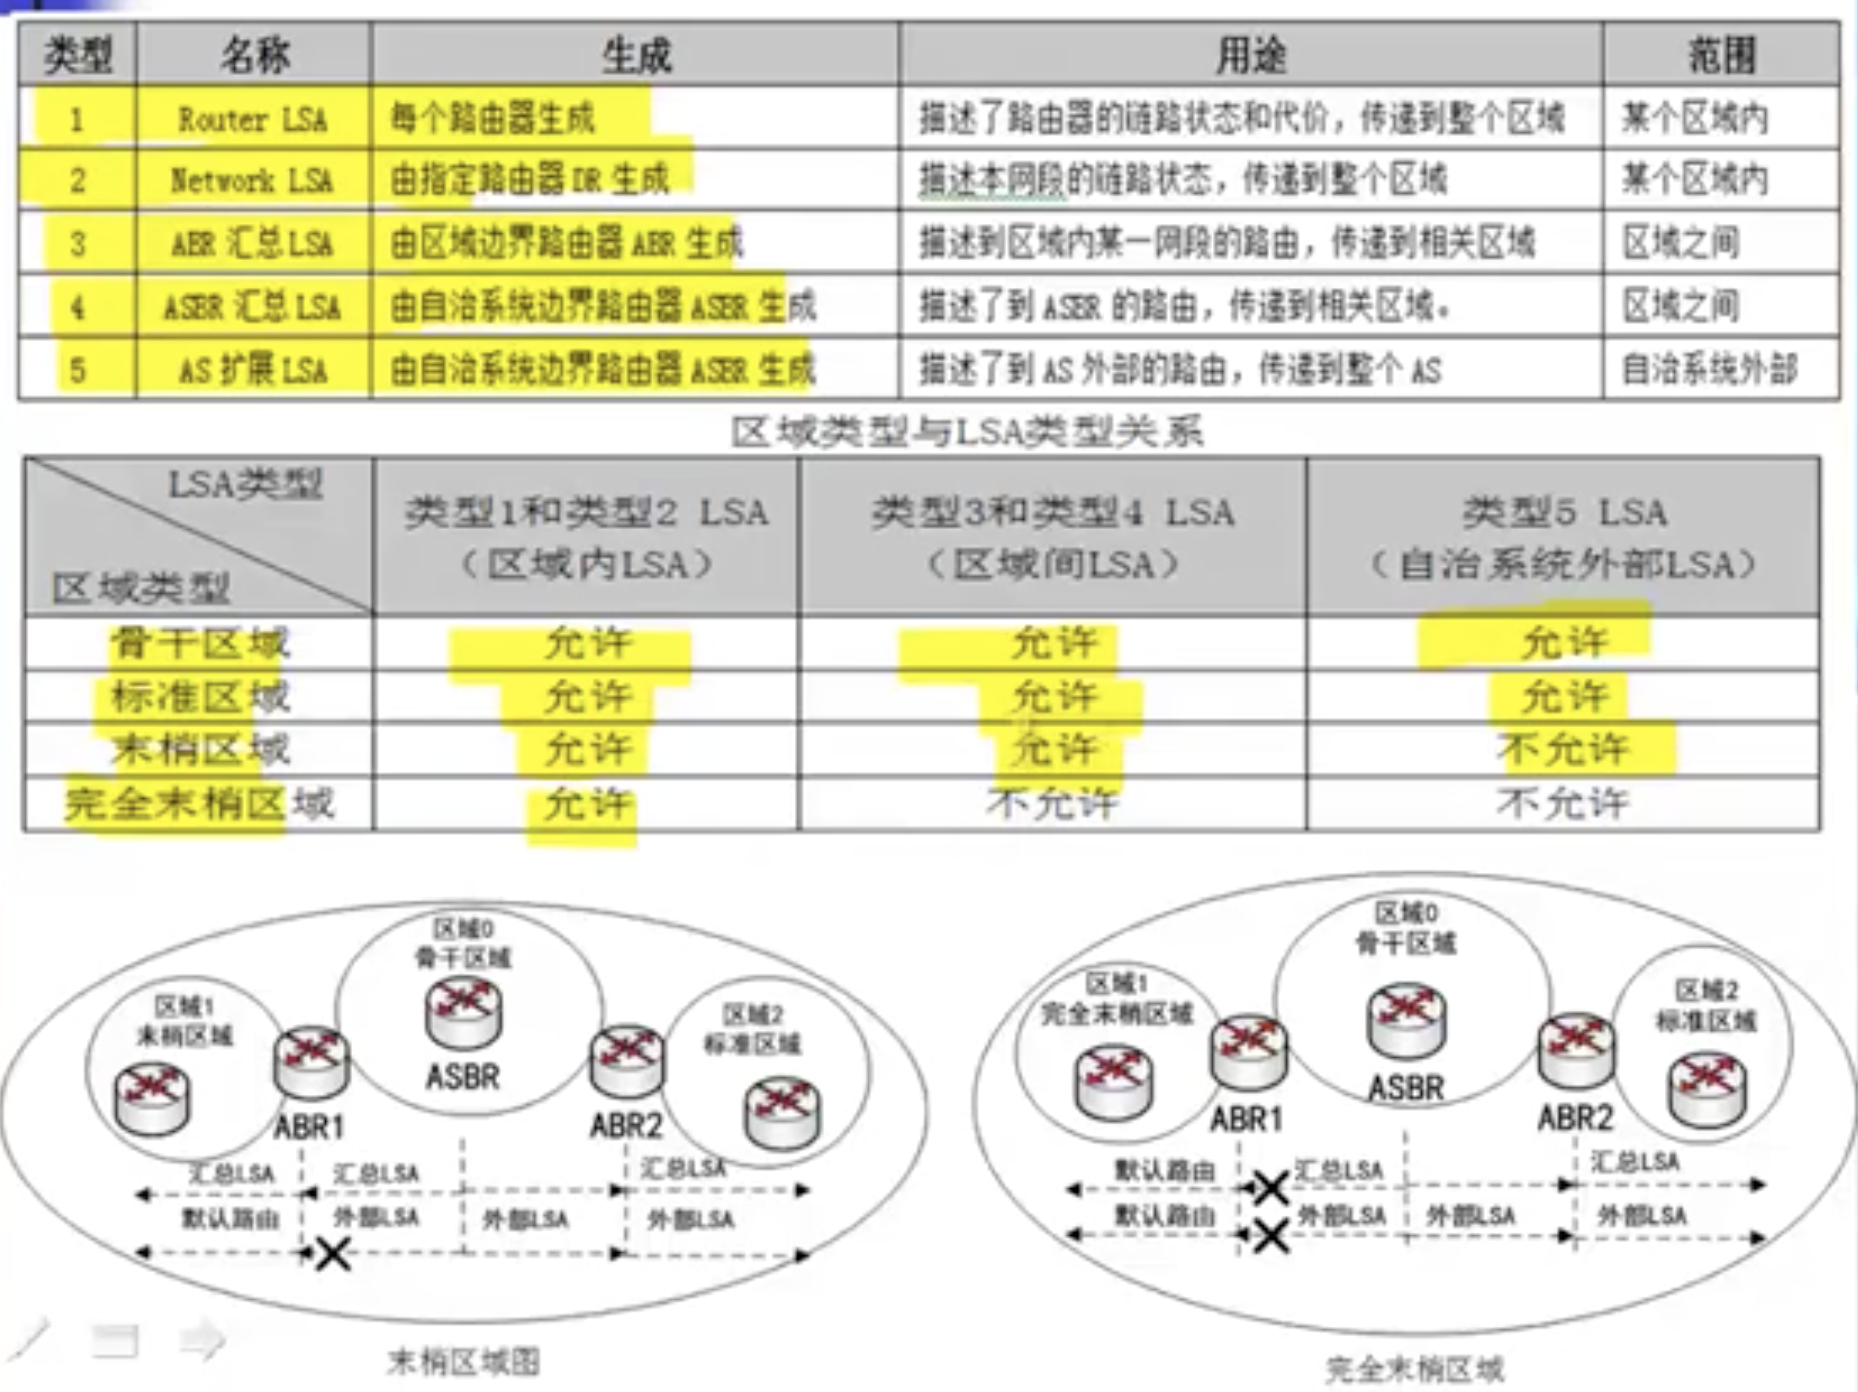 类型 名称 生成 用途 范围
1 Router LSA 每个路由器生成 描述了路由器的链路状态和代价，传递到整个区域 某个区域内
2 Network LSA 由指定路由器 DR 生成 描述本网段的链路状态，传递到整个区域 某个区域内
3 ABR 汇总 LSA 由区域边界路由器 ABR 生成 描述到区域内某一网段的路由，传递到相关区域 区域之间
4 ASBR 汇总 LSA 由自治系统边界路由器 ASBR 生成 描述了到 ASBR 的路由，传递到相关区域。 区域之间
5 AS 扩展 LSA 由自治系统边界路由器 ASBR 生成 描述了到 AS 外部的路由，传递到整个 AS 自治系统外部
区域类型与LSA类型关系
LSA类型
区域类型
类型1和类型2 LSA
（区域内LSA）
类型3和类型4 LSA
（区域间LSA）
类型5 LSA
（自治系统外部LSA）
骨干区域 允许 允许 允许
标准区域 允许 允许 允许
末梢区域 允许 允许 不允许
完全末梢区域 允许 不允许 不允许
区域0
骨干区域
区域1
末梢区域
区域2
标准区域
ASBR
ABR1
ABR2
汇总LSA 汇总LSA 汇总LSA
默认路由 外部LSA 外部LSA 外部LSA
末梢区域图
区域0
骨干区域
区域1
完全末梢区域
区域2
标准区域
ASBR
ABR1
ABR2
默认路由 汇总LSA 汇总LSA
默认路由 外部LSA 外部LSA 外部LSA
完全末梢区域